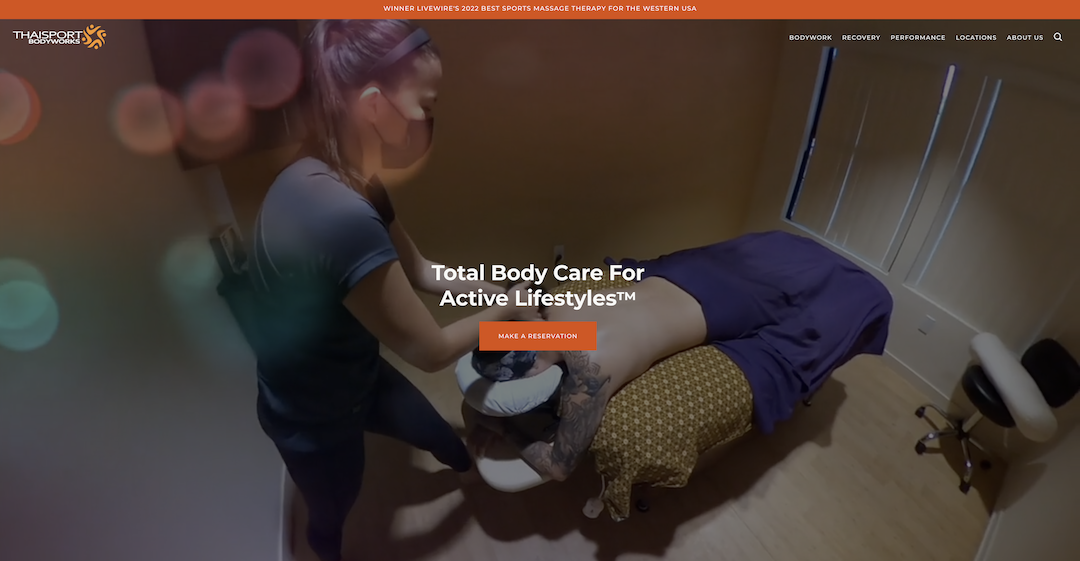 WINNER LIVEWIRE'S 2022 BEST SPORTS MASSAGE THERAPY FOR THE WESTERN USA
THAISPORT
BODYWORKS
BODYWORK RECOVERY PERFORMANCE LOCATIONS ABOUT US
Total Body Care For
Active Lifestyles™
MAKE A RESERVATION